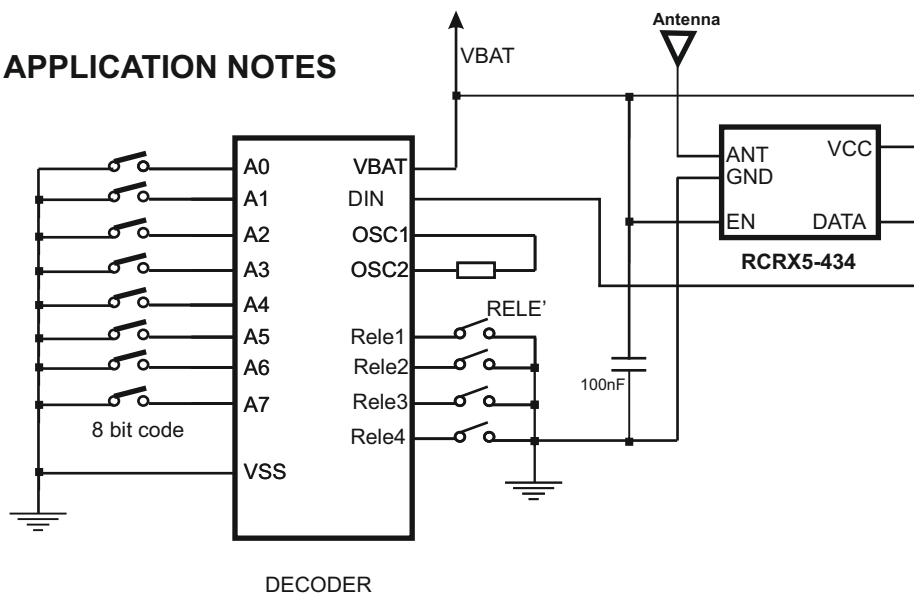 APPLICATION NOTES
VBAT
Antenna
A0
A1
A2
A3
A4
A5
A6
A7
VSS
8 bit code
VBAT
DIN
OSC1
OSC2
Rele1
Rele2
Rele3
Rele4
RELE'
DECODER
100nF
ANT
GND
EN
VCC
DATA
RCRX5-434